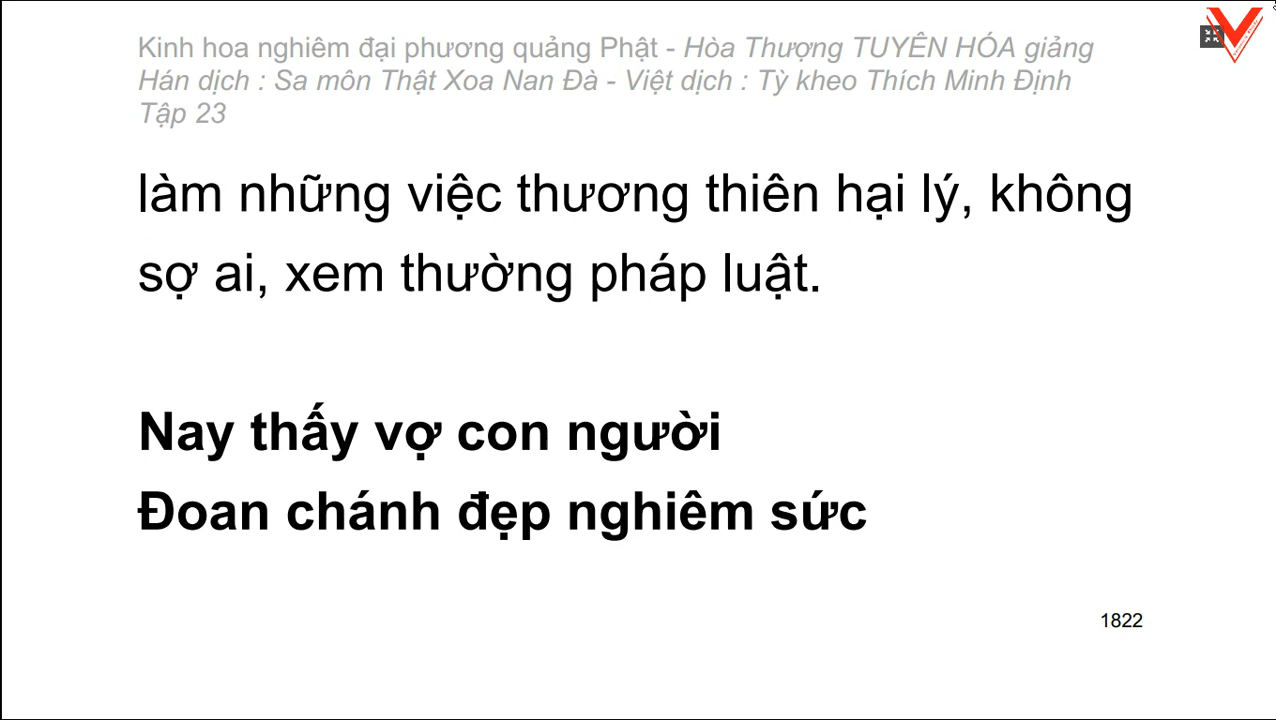 Kinh hoa nghiêm đại phương quảng Phật - Hòa Thượng TUYÊN HÓA giảng
Hán dịch : Sa môn Thật Xoa Nan Đà - Việt dịch : Tỳ kheo Thích Minh Định
Tập 23
làm những việc thương thiên hại lý, không
sợ ai, xem thường pháp luật.
Nay thấy vợ con người
Đoan chánh đẹp nghiêm sức
1822